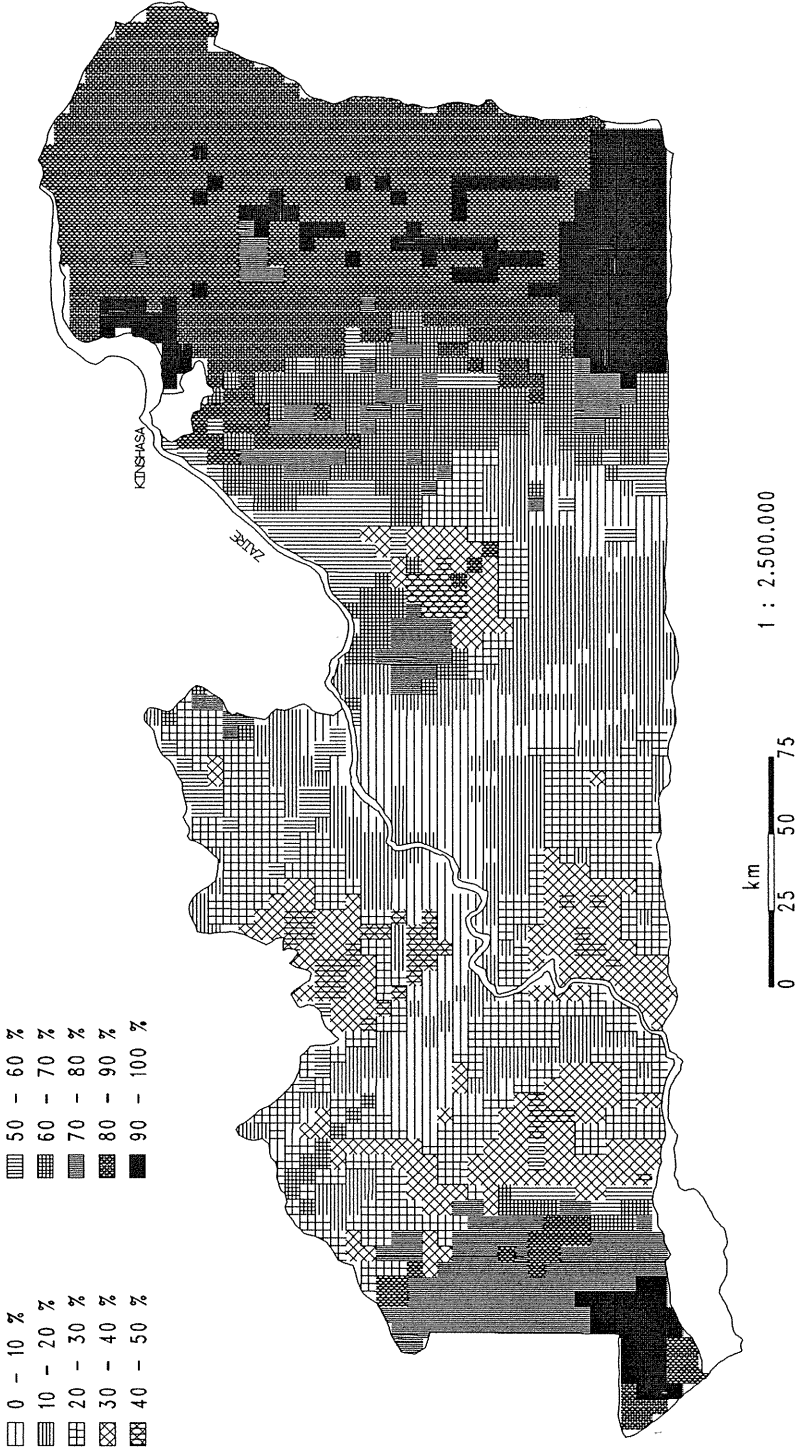 0 - 10 %
10 - 20 %
20 - 30 %
30 - 40 %
40 - 50 %
50 - 60 %
60 - 70 %
70 - 80 %
80 - 90 %
90 - 100 %
KINSHASA
ZAIRE
km
0 25 50 75
1 : 2.500.000